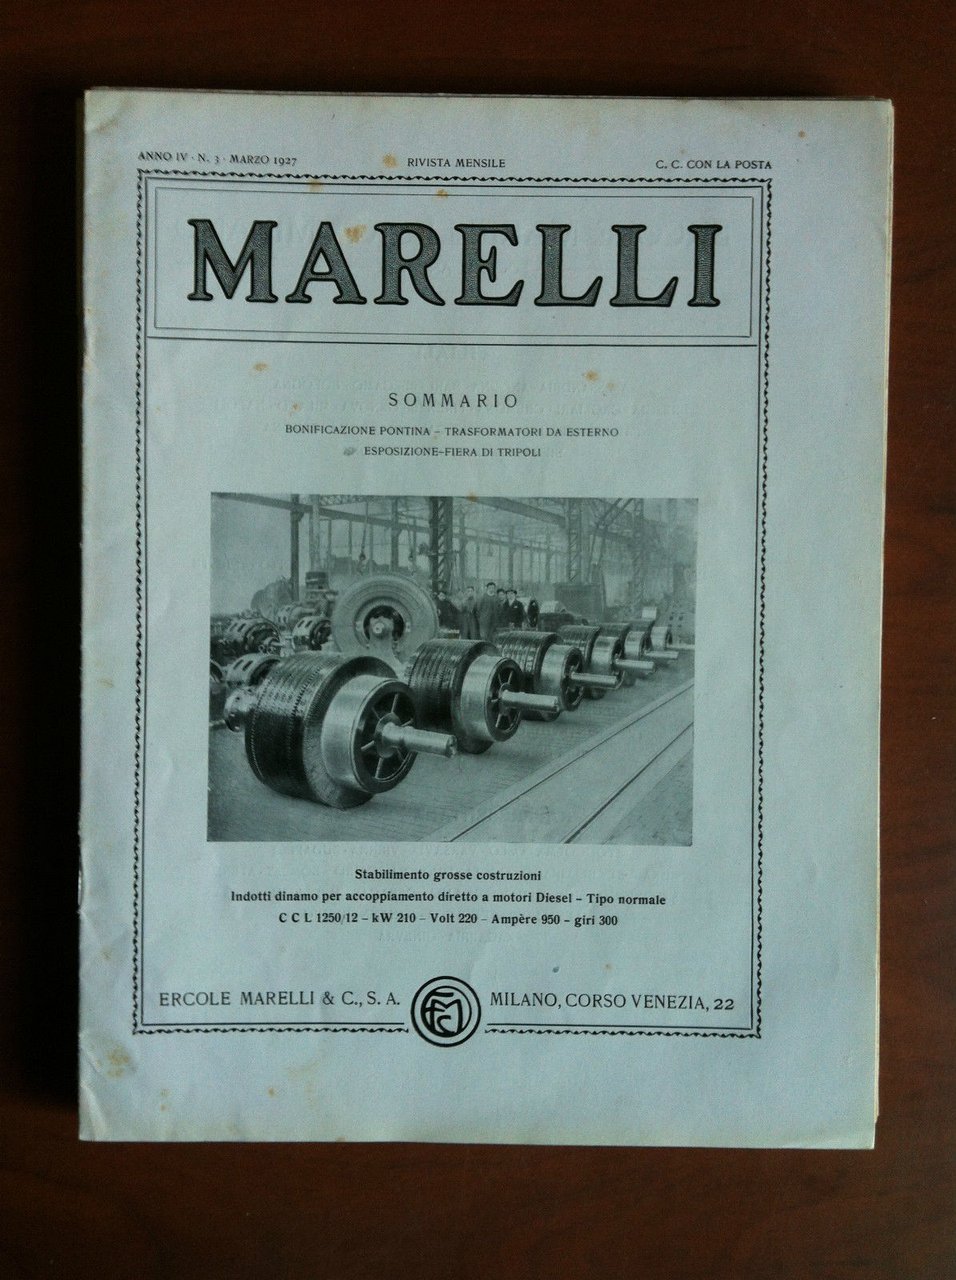 ANNO IV · N. 3 · MARZO 1927 RIVISTA MENSILE C. C. CON LA POSTA
MARELLI
SOMMARIO
BONIFICAZIONE PONTINA – TRASFORMATORI DA ESTERNO
ESPOSIZIONE-FIERA DI TRIPOLI
Stabilimento grosse costruzioni
Indotti dinamo per accoppiamento diretto a motori Diesel – Tipo normale
C C L 1250/12 – kW 210 – Volt 220 – Ampère 950 – giri 300
ERCOLE MARELLI & C., S. A. MILANO, CORSO VENEZIA, 22